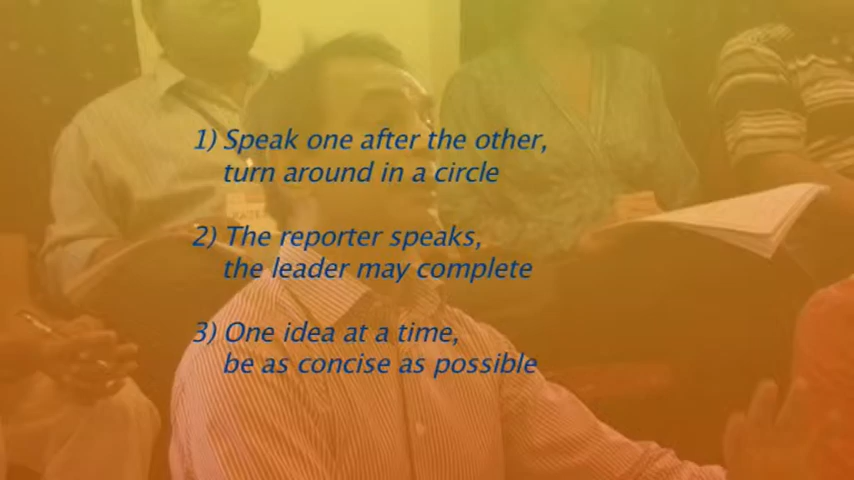 1) Speak one after the other,
turn around in a circle
2) The reporter speaks,
the leader may complete
3) One idea at a time,
be as concise as possible